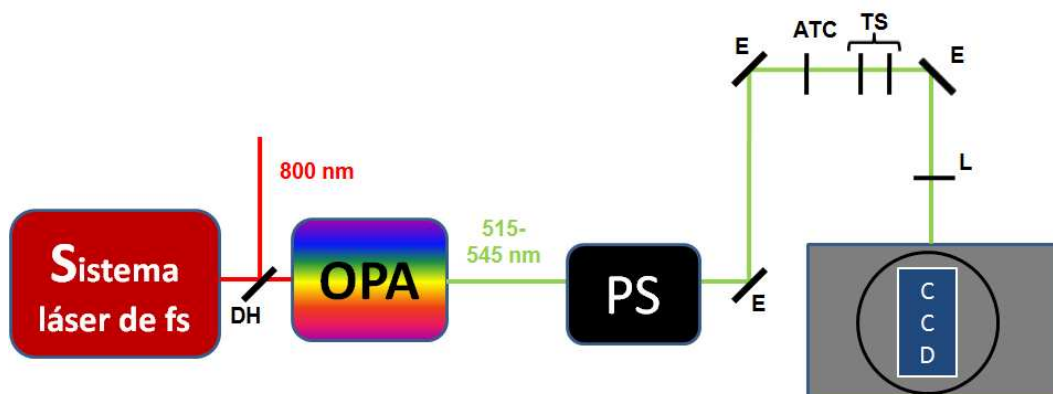 E
ATC
TS
E
800 nm
L
515-
545 nm
Sistema
láser de fs
DH
OPA
PS
E
C
C
D